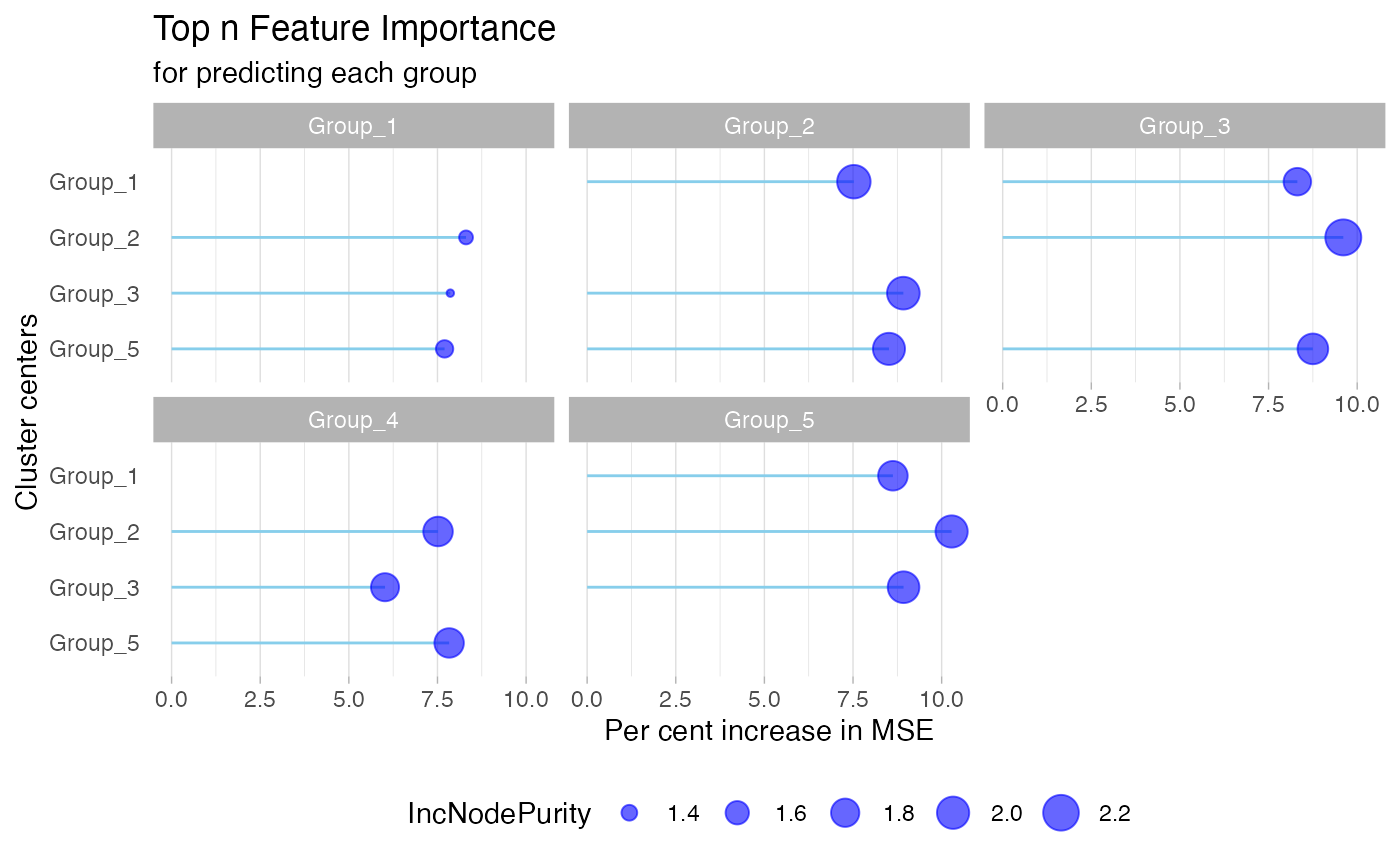 Top n Feature Importance
for predicting each group
Group_1
Group_2
Group_3
Group_1
Group_2
Group_3
Group_5
0.0 2.5 5.0 7.5 10.0
Group_4
Group_5
Cluster centers
Group_1
Group_2
Group_3
Group_5
0.0 2.5 5.0 7.5 10.0
0.0 2.5 5.0 7.5 10.0
Per cent increase in MSE
IncNodePurity 1.4 1.6 1.8 2.0 2.2